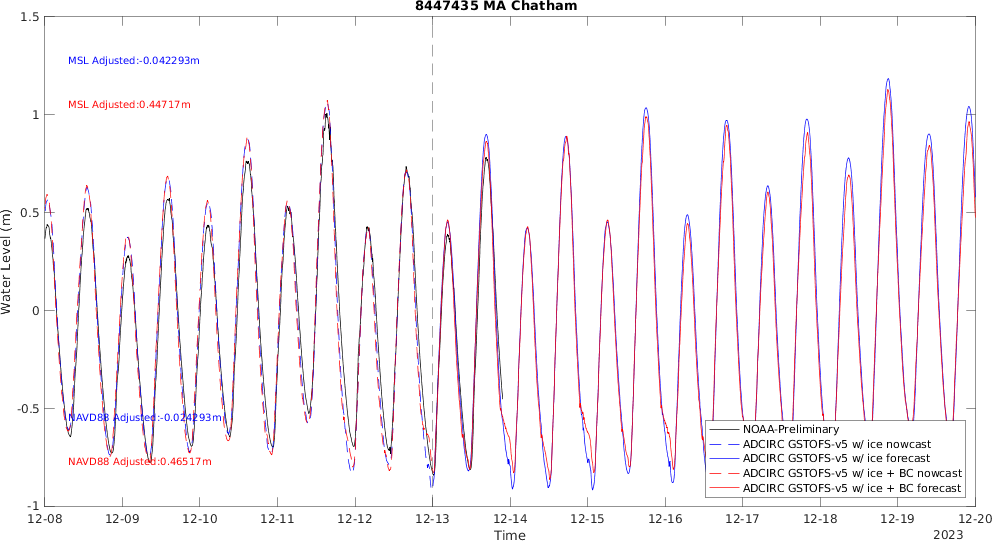 8447435 MA Chatham
1.5
MSL Adjusted:-0.042293m
MSL Adjusted:0.44717m
1
0.5
Water Level (m)
0
-0.5
NAVD88 Adjusted:-0.024293m
NAVD88 Adjusted:0.46517m
NOAA-Preliminary
ADCIRC GSTOFS-v5 w/ ice nowcast
ADCIRC GSTOFS-v5 w/ ice forecast
ADCIRC GSTOFS-v5 w/ ice + BC nowcast
ADCIRC GSTOFS-v5 w/ ice + BC forecast
-1
12-08 12-09 12-10 12-11 12-12 12-13 12-14 12-15 12-16 12-17 12-18 12-19 12-20
Time
2023